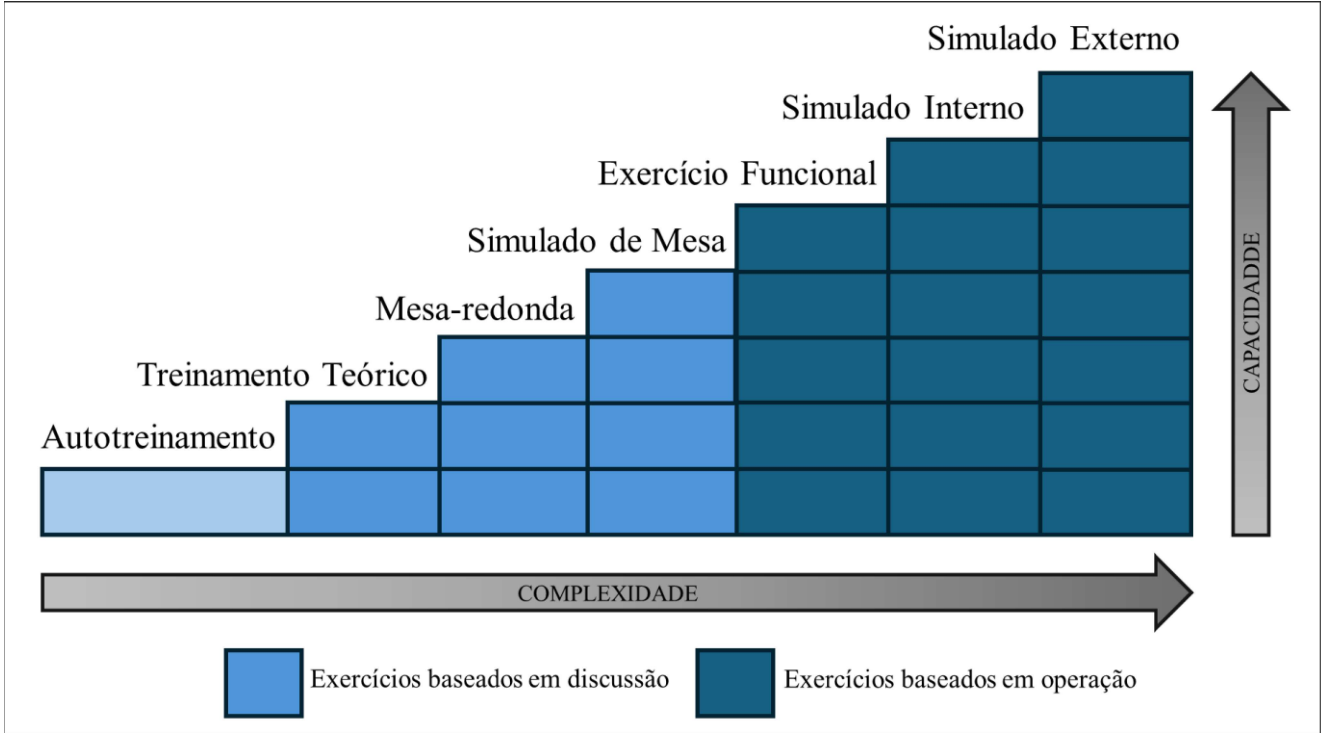 Simulado Externo
Simulado Interno
Exercício Funcional
Simulado de Mesa
Mesa-redonda
Treinamento Teórico
Autotreinamento
CAPACIDADDE
COMPLEXIDADE
Exercícios baseados em discussão
Exercícios baseados em operação